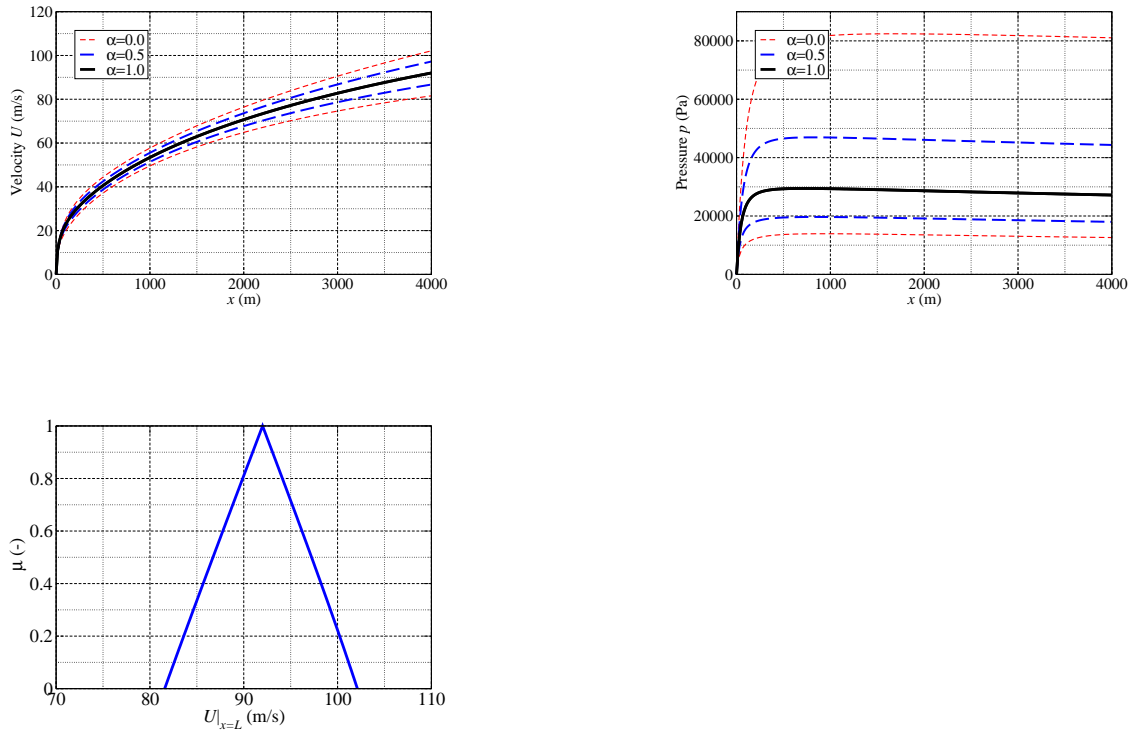 120
100
80
60
40
20
0
Velocity U (m/s)
α=0.0
α=0.5
α=1.0
0 1000 2000 3000 4000
x (m)
80000
60000
40000
20000
0
Pressure p (Pa)
α=0.0
α=0.5
α=1.0
0 1000 2000 3000 4000
x (m)
1
0.8
0.6
0.4
0.2
0
μ (-)
70 80 90 100 110
U|x=L (m/s)